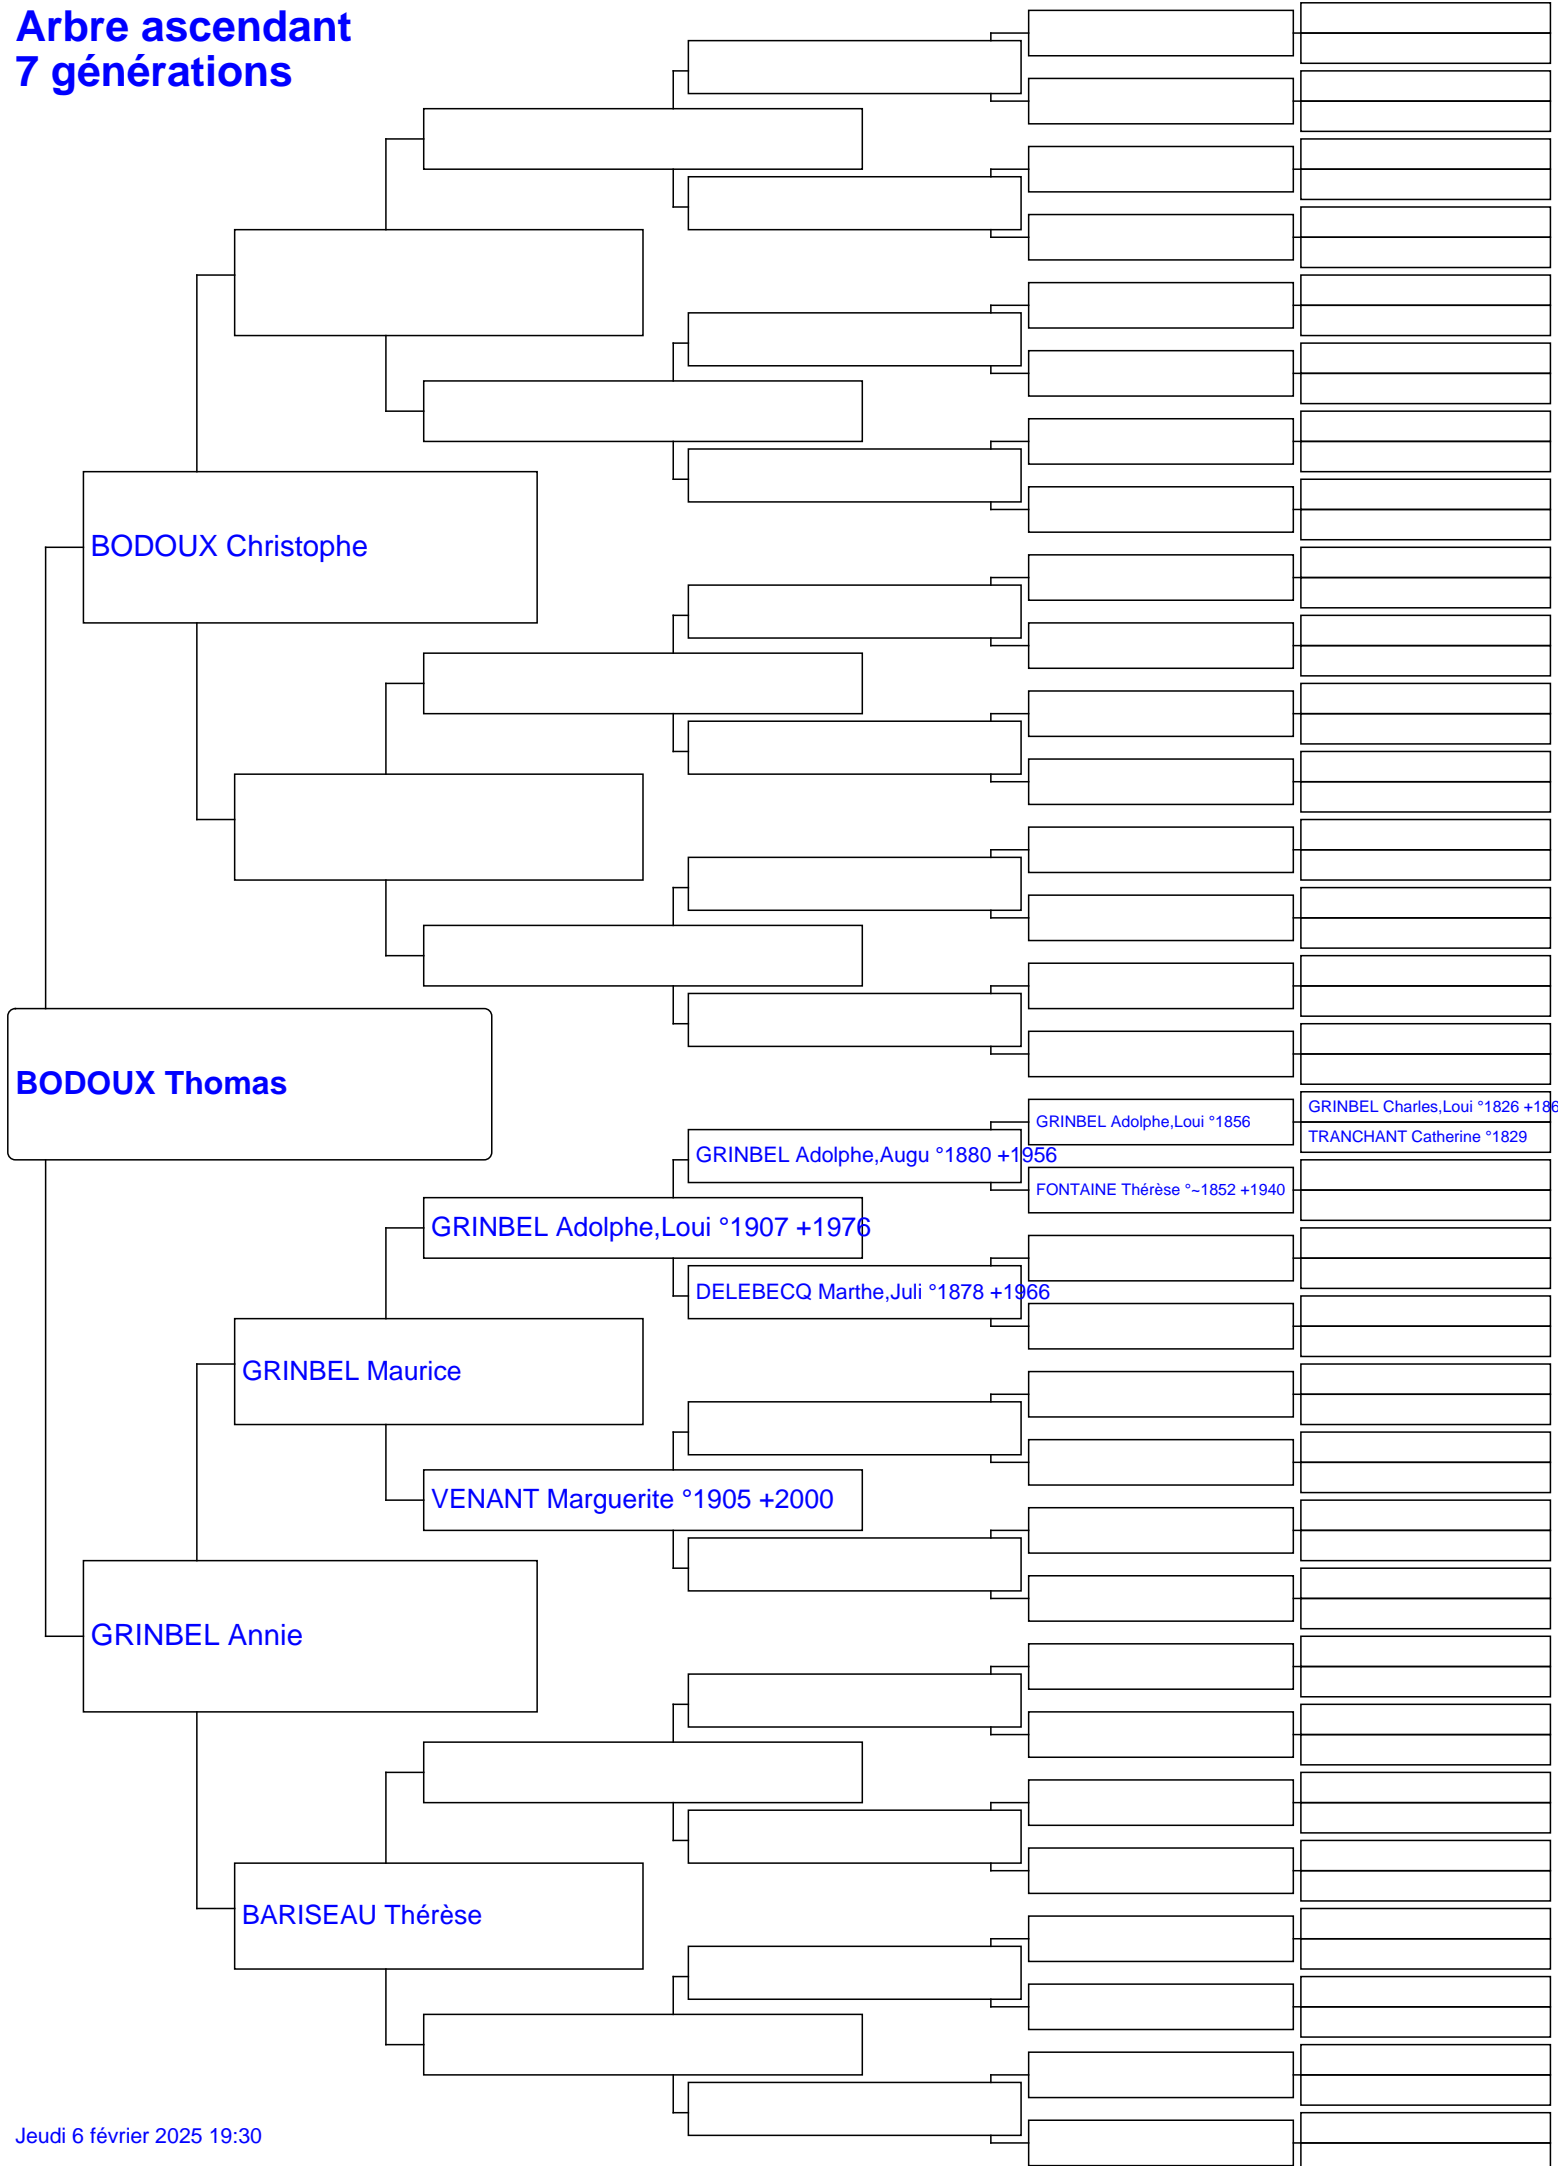 Arbre ascendant
7 générations
BODOUX Christophe
BODOUX Thomas
GRINBEL Charles,Loui °1826 +186
GRINBEL Adolphe,Loui °1856
TRANCHANT Catherine °1829
GRINBEL Adolphe,Augu °1880 +1956
FONTAINE Thérèse °~1852 +1940
GRINBEL Adolphe,Loui °1907 +1976
DELEBECQ Marthe,Juli °1878 +1966
GRINBEL Maurice
VENANT Marguerite °1905 +2000
GRINBEL Annie
BARISEAU Thérèse
Jeudi 6 février 2025 19:30